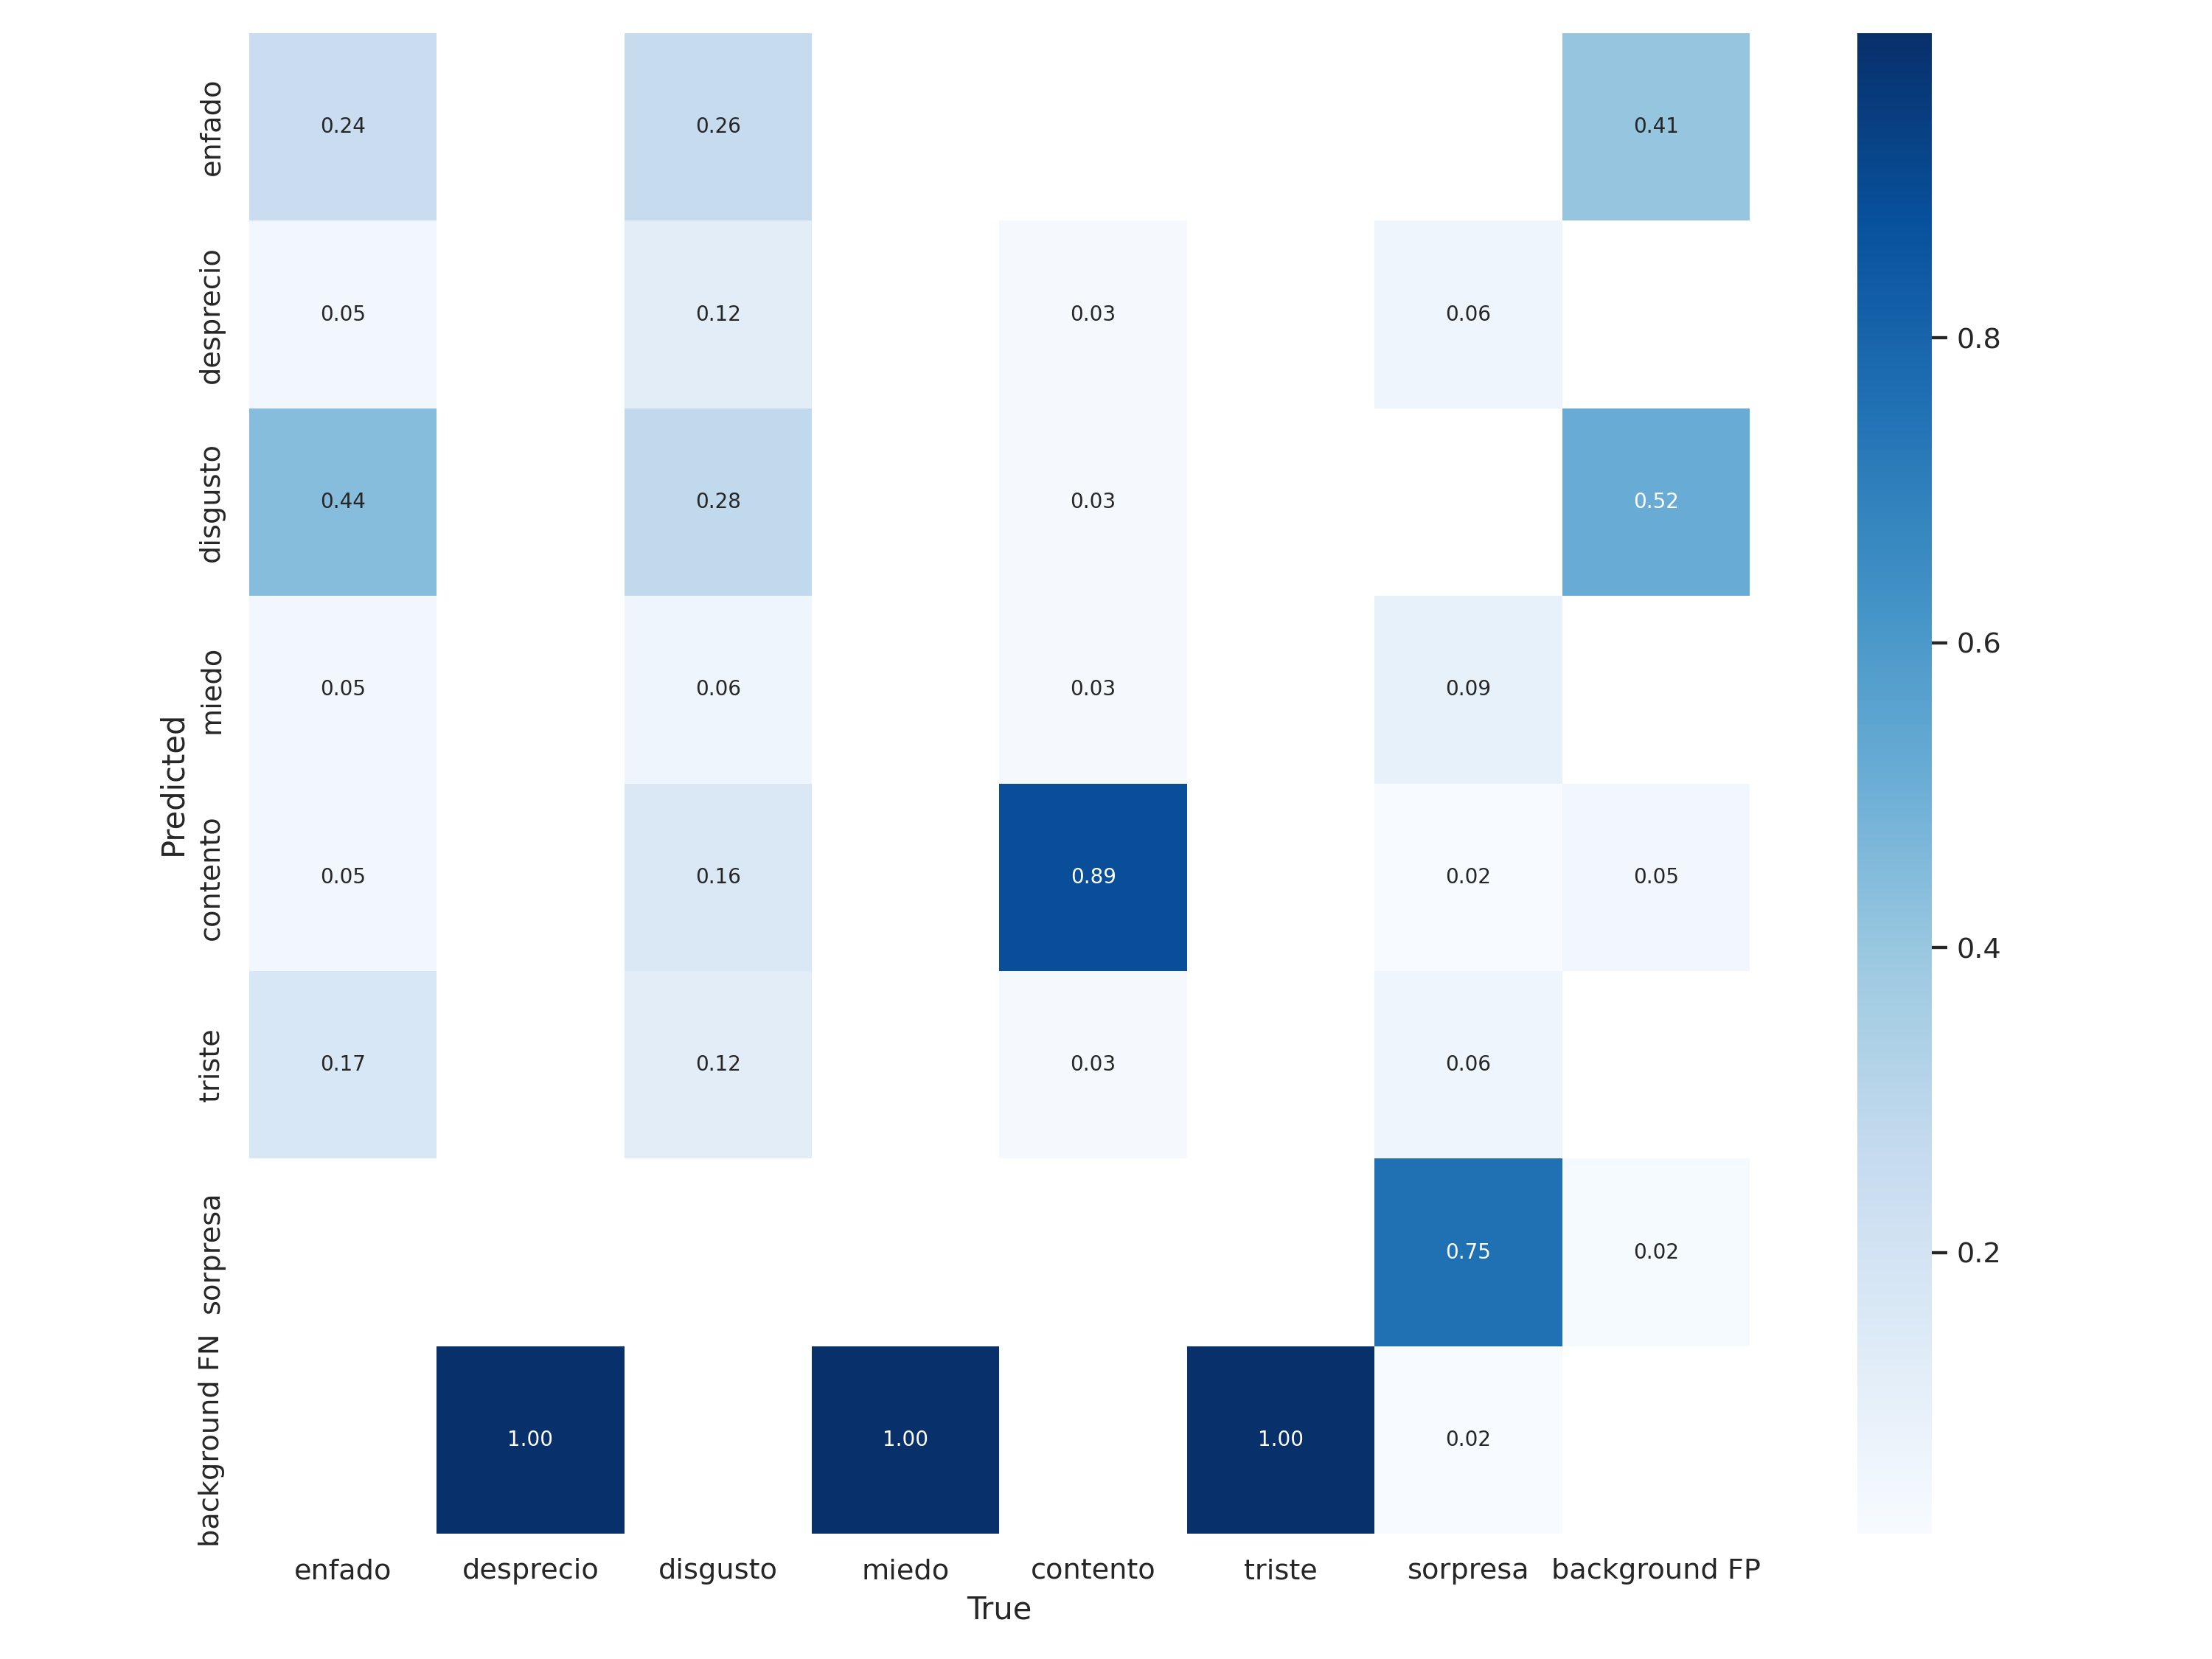 enfado 0.24 0.26 0.41
desprecio 0.05 0.12 0.03 0.06
disgusto 0.44 0.28 0.03 0.52
miedo 0.05 0.06 0.03 0.09
contento 0.05 0.16 0.89 0.02 0.05
triste 0.17 0.12 0.03 0.06
sorpresa 0.75 0.02
background FN 1.00 1.00 1.00 0.02
Predicted
enfado desprecio disgusto miedo contento triste sorpresa background FP
True
0.8
0.6
0.4
0.2